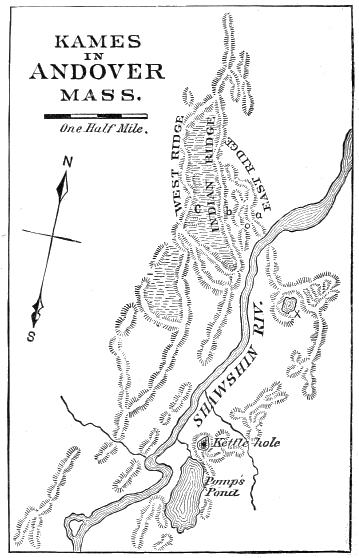 KAMES
IN
ANDOVER
MASS.
One Half Mile.
N
S
WEST RIDGE
INDIAN RIDGE
EAST RIDGE
C
b
a
X
SHAWSHIN RIV.
Kettle hole
Pomp's
Pond